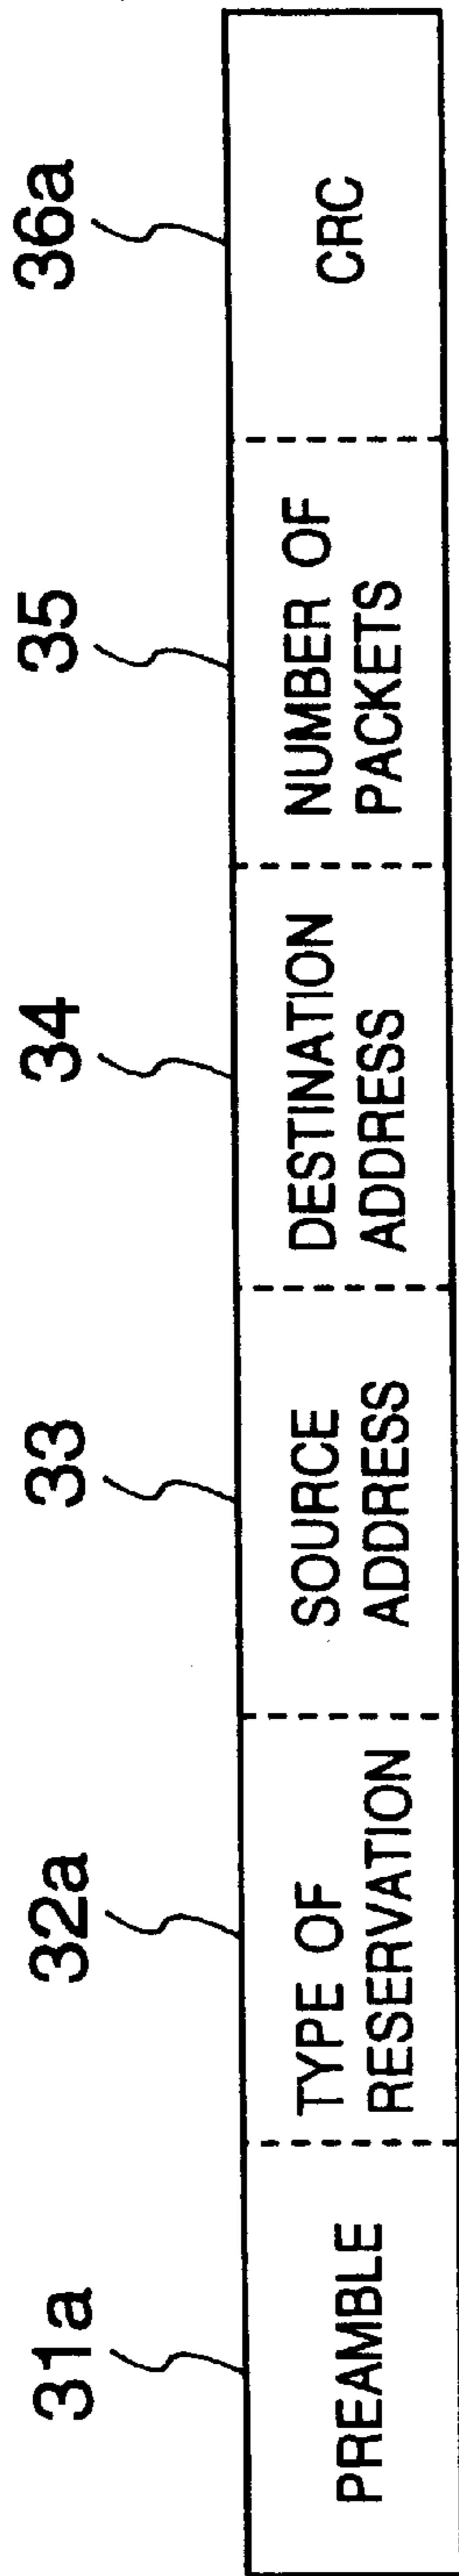 31a
32a
33
34
35
36a
PREAMBLE
TYPE OF
RESERVATION
SOURCE
ADDRESS
DESTINATION
ADDRESS
NUMBER OF
PACKETS
CRC